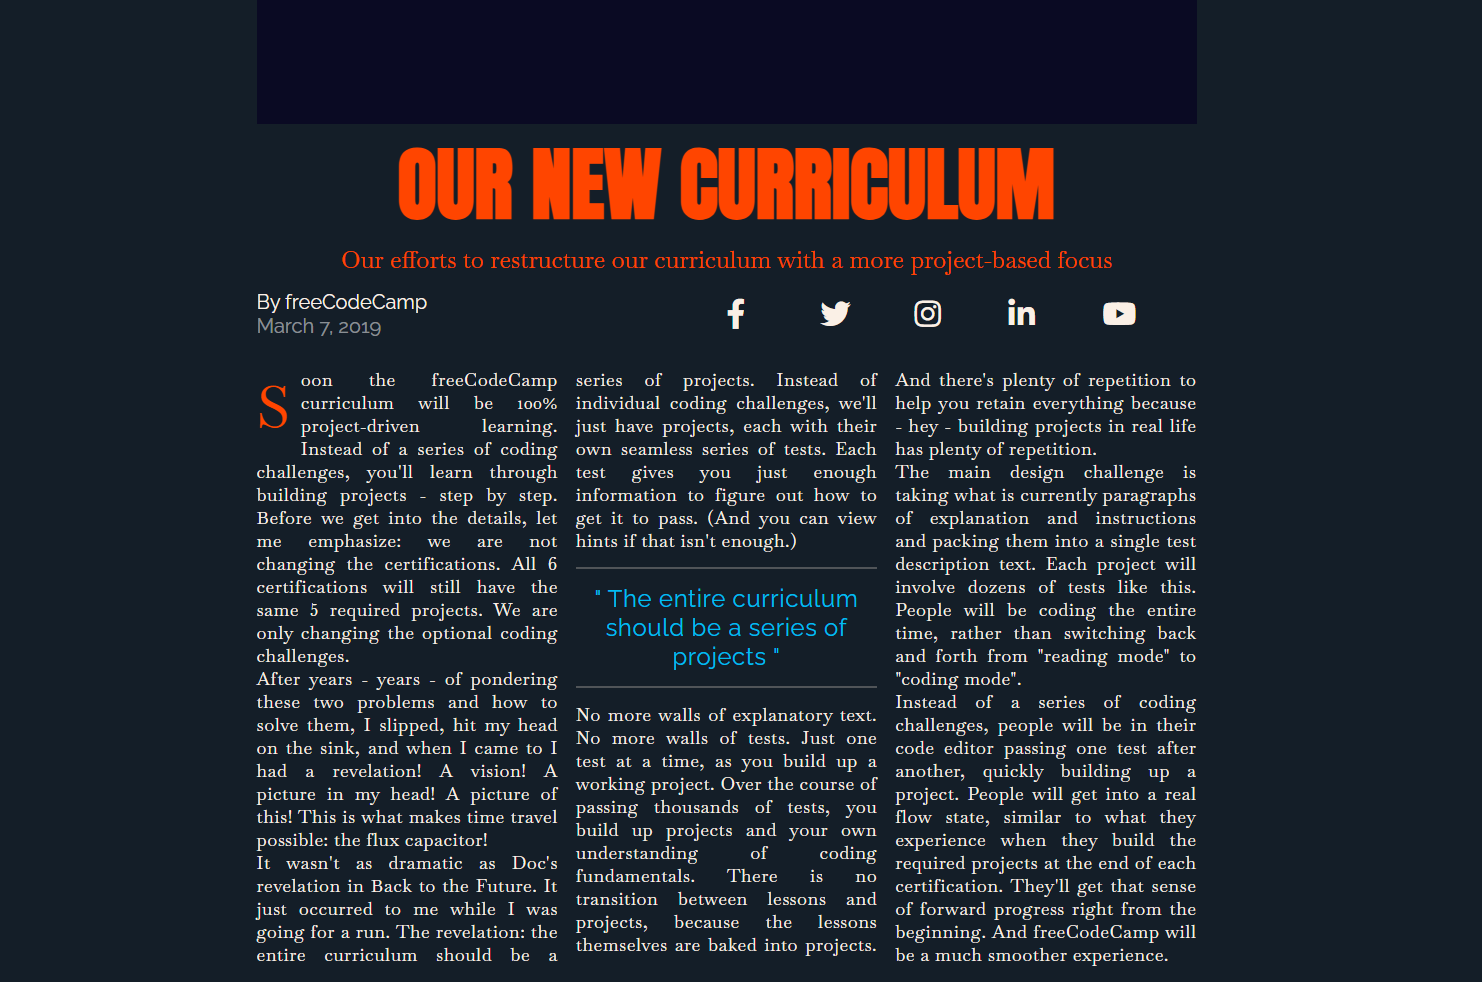 OUR NEW CURRICULUM
Our efforts to restructure our curriculum with a more project-based focus
By freeCodeCamp
March 7, 2019
Soon the freeCodeCamp
curriculum will be 100%
project-driven learning.
Instead of a series of coding
challenges, you'll learn through
building projects - step by step.
Before we get into the details, let
me emphasize: we are not
changing the certifications. All 6
certifications will still have the
same 5 required projects. We are
only changing the optional coding
challenges.
After years - years - of pondering
these two problems and how to
solve them, I slipped, hit my head
on the sink, and when I came to I
had a revelation! A vision! A
picture in my head! A picture of
this! This is what makes time travel
possible: the flux capacitor!
It wasn't as dramatic as Doc's
revelation in Back to the Future. It
just occurred to me while I was
going for a run. The revelation: the
entire curriculum should be a
series of projects. Instead of
individual coding challenges, we'll
just have projects, each with their
own seamless series of tests. Each
test gives you just enough
information to figure out how to
get it to pass. (And you can view
hints if that isn't enough.)
" The entire curriculum
should be a series of
projects "
No more walls of explanatory text.
No more walls of tests. Just one
test at a time, as you build up a
working project. Over the course of
passing thousands of tests, you
build up projects and your own
understanding of coding
fundamentals. There is no
transition between lessons and
projects, because the lessons
themselves are baked into projects.
And there's plenty of repetition to
help you retain everything because
- hey - building projects in real life
has plenty of repetition.
The main design challenge is
taking what is currently paragraphs
of explanation and instructions
and packing them into a single test
description text. Each project will
involve dozens of tests like this.
People will be coding the entire
time, rather than switching back
and forth from "reading mode" to
"coding mode".
Instead of a series of coding
challenges, people will be in their
code editor passing one test after
another, quickly building up a
project. People will get into a real
flow state, similar to what they
experience when they build the
required projects at the end of each
certification. They'll get that sense
of forward progress right from the
beginning. And freeCodeCamp will
be a much smoother experience.